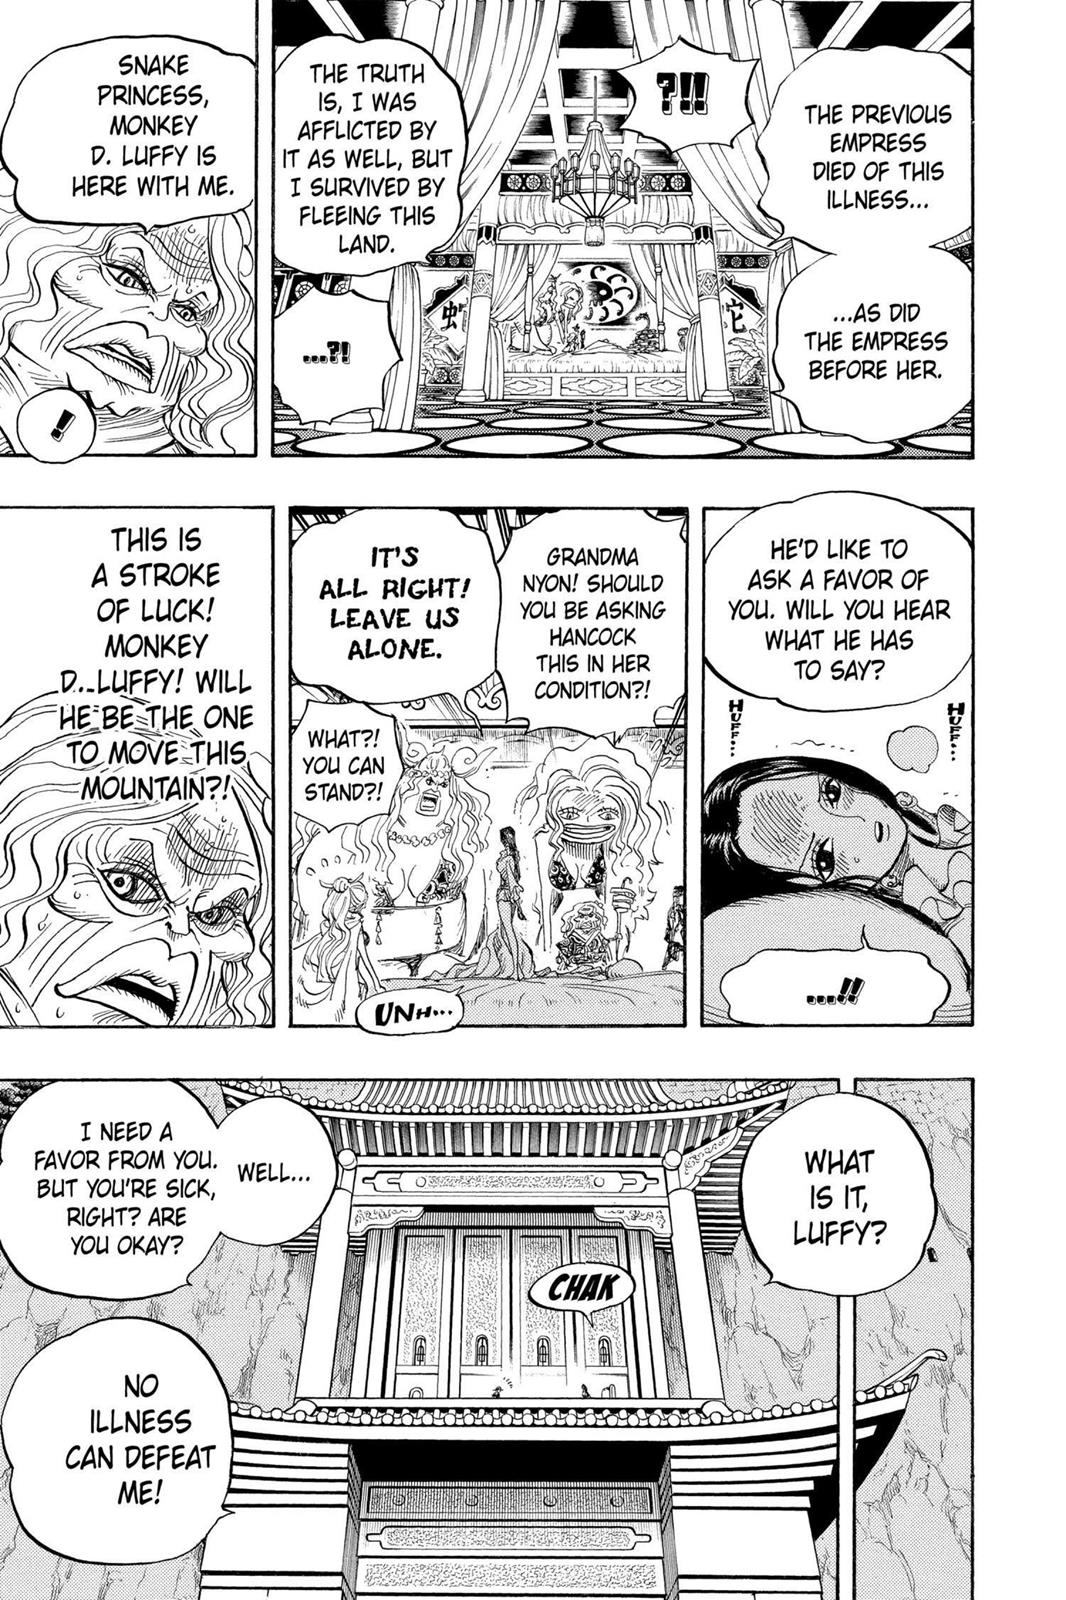 THE PREVIOUS
EMPRESS
DIED OF THIS
ILLNESS...
...AS DID
THE EMPRESS
BEFORE HER.
?!!
THE TRUTH
IS, I WAS
AFFLICTED BY
IT AS WELL, BUT
I SURVIVED BY
FLEEING THIS
LAND.
...?!
蛇
蛇
SNAKE
PRINCESS,
MONKEY
D. LUFFY IS
HERE WITH ME.
!
HE'D LIKE TO
ASK A FAVOR OF
YOU. WILL YOU HEAR
WHAT HE HAS
TO SAY?
HUFF...
HUFF...
...!!
GRANDMA
NYON! SHOULD
YOU BE ASKING
HANCOCK
THIS IN HER
CONDITION?!
IT'S
ALL RIGHT!
LEAVE US
ALONE.
WHAT?!
YOU CAN
STAND?!
UNH...
THIS IS
A STROKE
OF LUCK!
MONKEY
D. LUFFY! WILL
HE BE THE ONE
TO MOVE THIS
MOUNTAIN?!
WHAT
IS IT,
LUFFY?
CHAK
WELL...
I NEED A
FAVOR FROM YOU.
BUT YOU'RE SICK,
RIGHT? ARE
YOU OKAY?
NO
ILLNESS
CAN DEFEAT
ME!